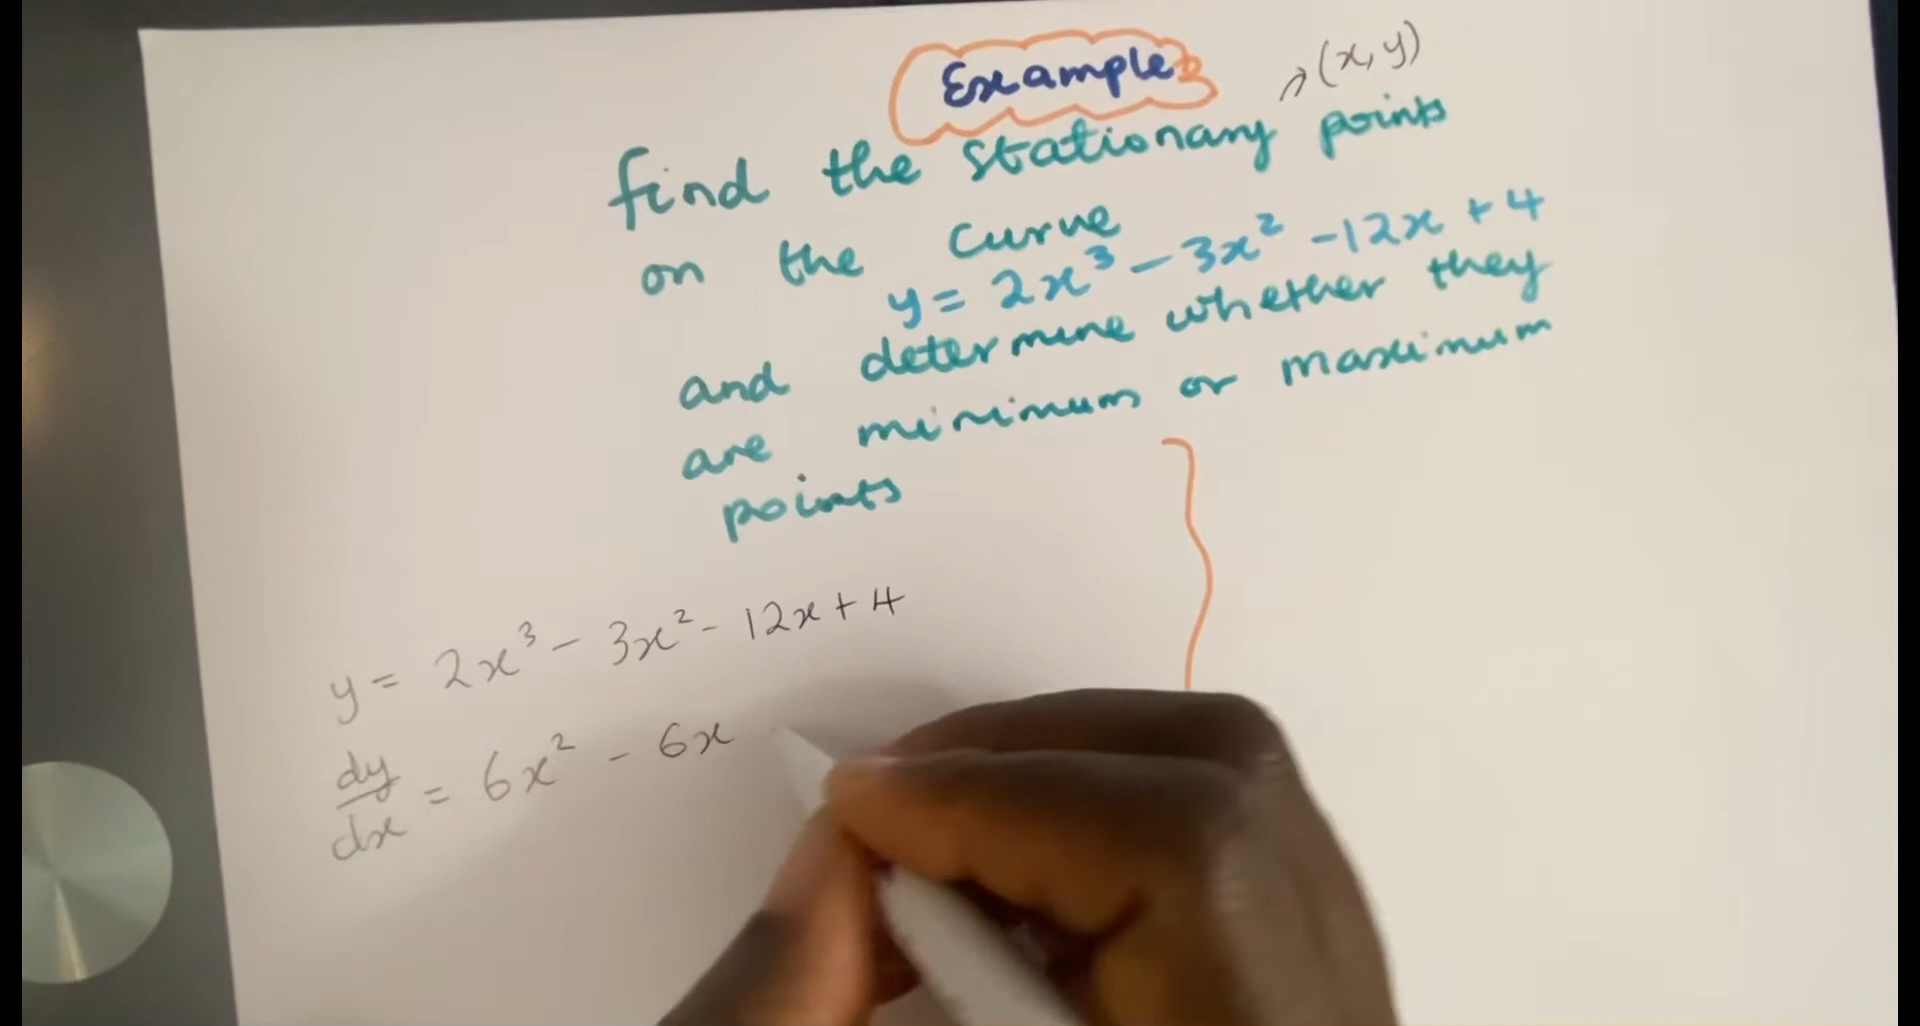 Example
→(x, y)
find the stationary points
on the curve
y = 2x³ − 3x² − 12x + 4
and determine whether they
are minimum or maximum
points
y = 2x³ − 3x² − 12x + 4
dy/dx = 6x² − 6x